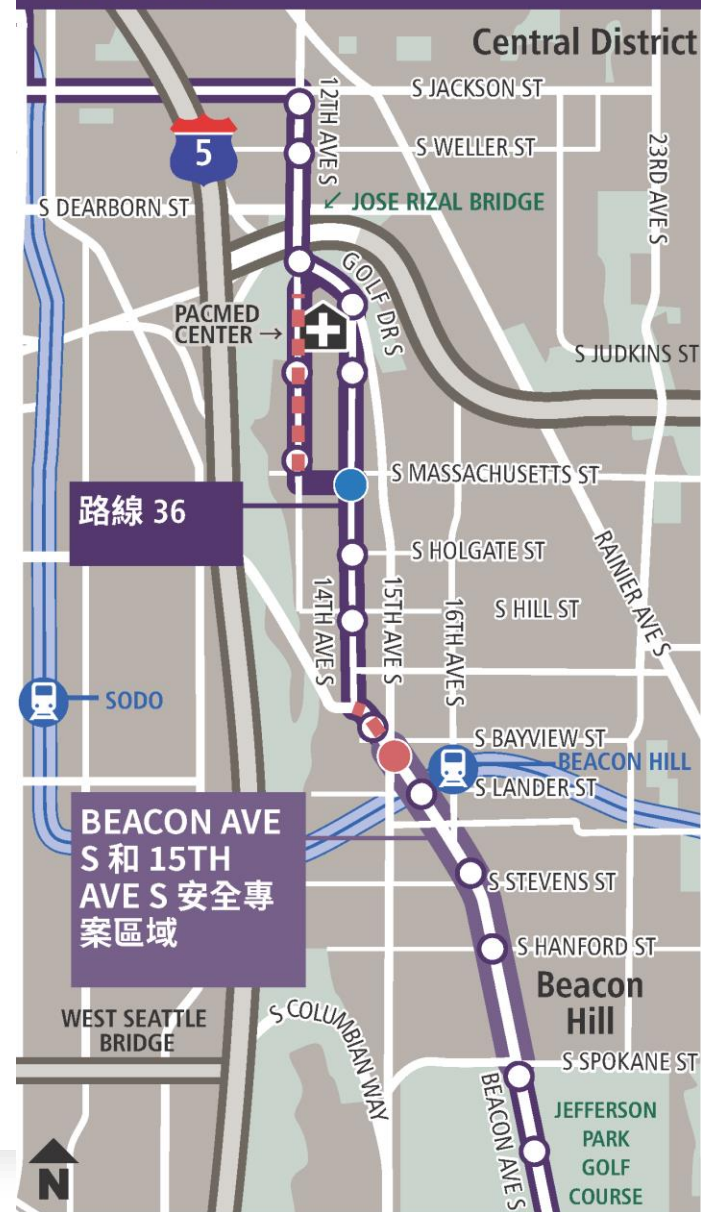 Central District
S JACKSON ST
12TH AVE S
5
S WELLER ST
23RD AVE S
S DEARBORN ST
↙ JOSE RIZAL BRIDGE
GOLF DR S
PACMED
CENTER →
S JUDKINS ST
S MASSACHUSETTS ST
路線 36
S HOLGATE ST
RAINIER AVE S
14TH AVE S
15TH AVE S
16TH AVE S
S HILL ST
SODO
S BAYVIEW ST
BEACON HILL
S LANDER ST
BEACON AVE
S 和 15TH
AVE S 安全專
案區域
S STEVENS ST
S HANFORD ST
Beacon
Hill
WEST SEATTLE
BRIDGE
S COLUMBIAN WAY
S SPOKANE ST
BEACON AVE S
JEFFERSON
PARK
GOLF
COURSE
N